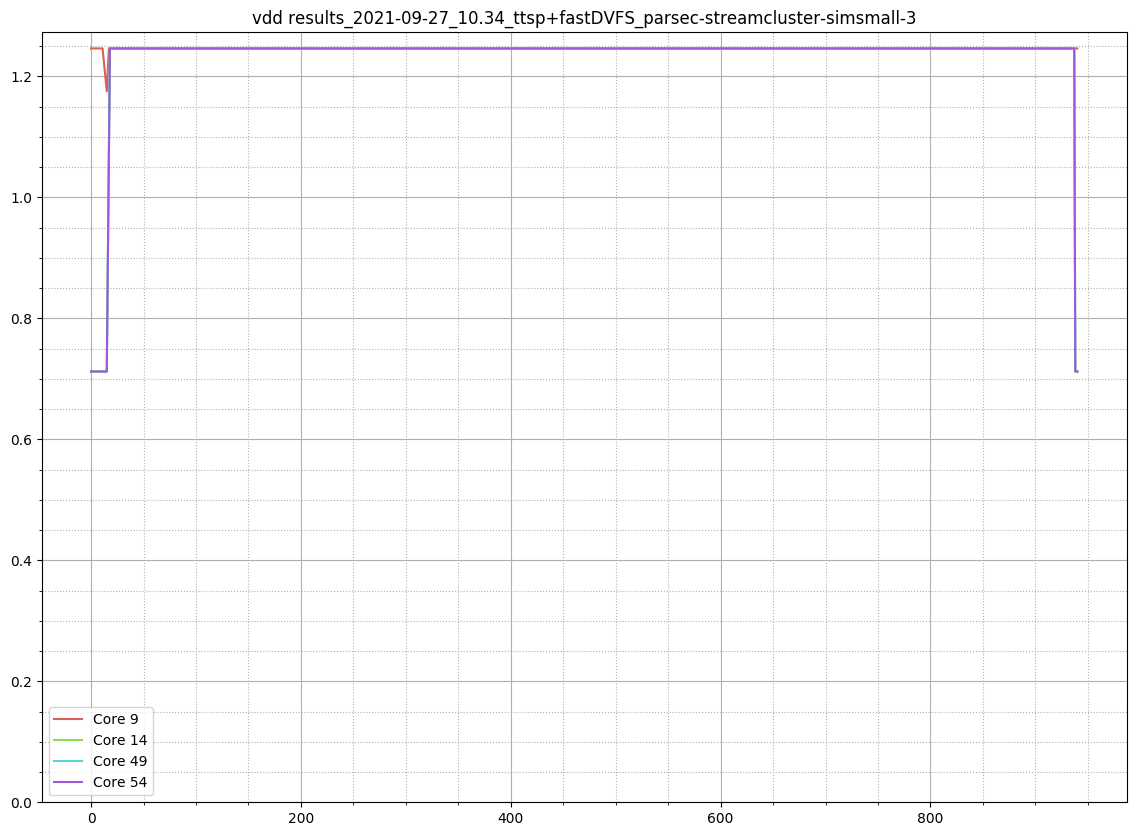 vdd results_2021-09-27_10.34_ttsp+fastDVFS_parsec-streamcluster-simsmall-3
1.2
1.0
0.8
0.6
0.4
0.2
0.0
Core 9
Core 14
Core 49
Core 54
0 200 400 600 800